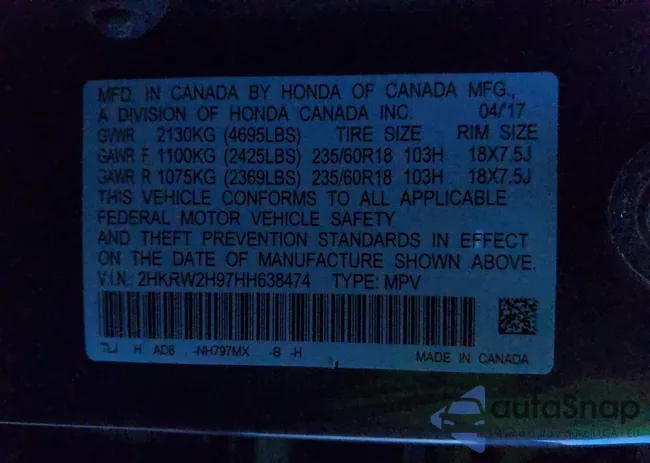 MFD. IN CANADA BY HONDA OF CANADA MFG.,
A DIVISION OF HONDA CANADA INC. 04/17
GVWR 2130KG (4695LBS) TIRE SIZE RIM SIZE
GAWR F 1100KG (2425LBS) 235/60R18 103H 18X7.5J
GAWR R 1075KG (2369LBS) 235/60R18 103H 18X7.5J
THIS VEHICLE CONFORMS TO ALL APPLICABLE
FEDERAL MOTOR VEHICLE SAFETY
AND THEFT PREVENTION STANDARDS IN EFFECT
ON THE DATE OF MANUFACTURE SHOWN ABOVE.
V.I.N. 2HKRW2H97HH638474 TYPE: MPV
H -NH797MX -B -H
MADE IN CANADA
autoSnap